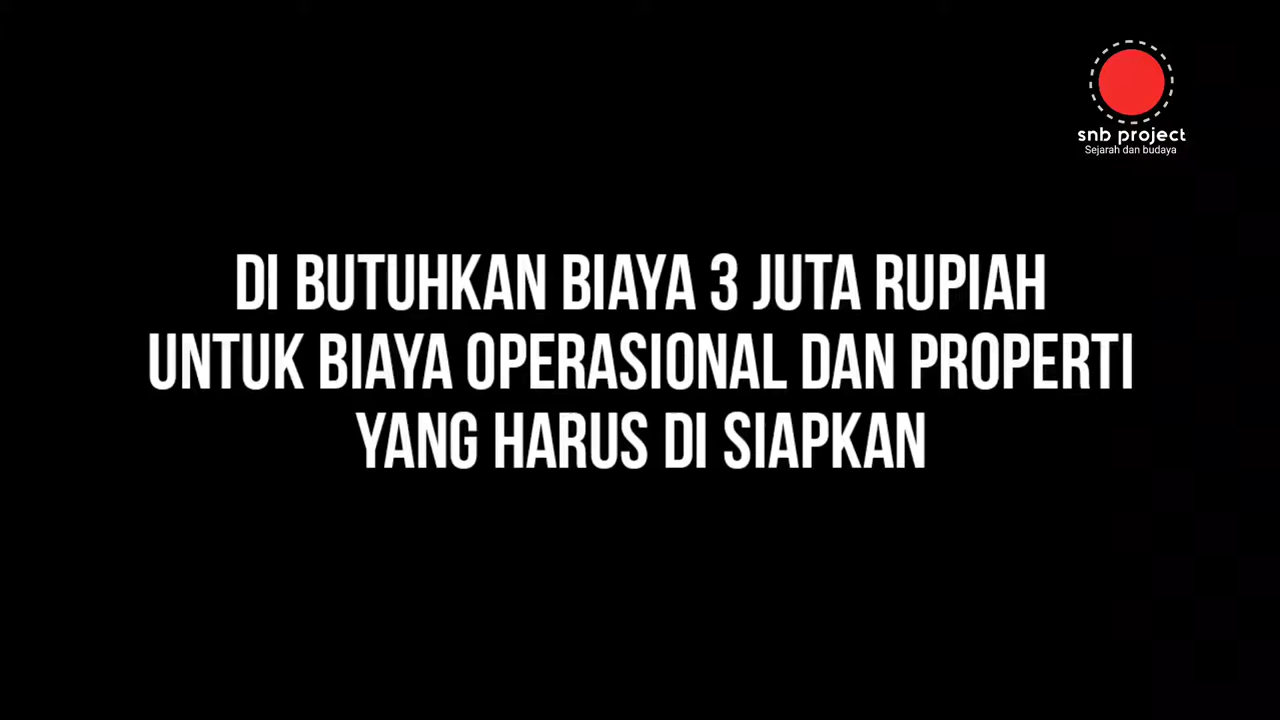 snb project
Sejarah dan budaya
DI BUTUHKAN BIAYA 3 JUTA RUPIAH
UNTUK BIAYA OPERASIONAL DAN PROPERTI
YANG HARUS DI SIAPKAN